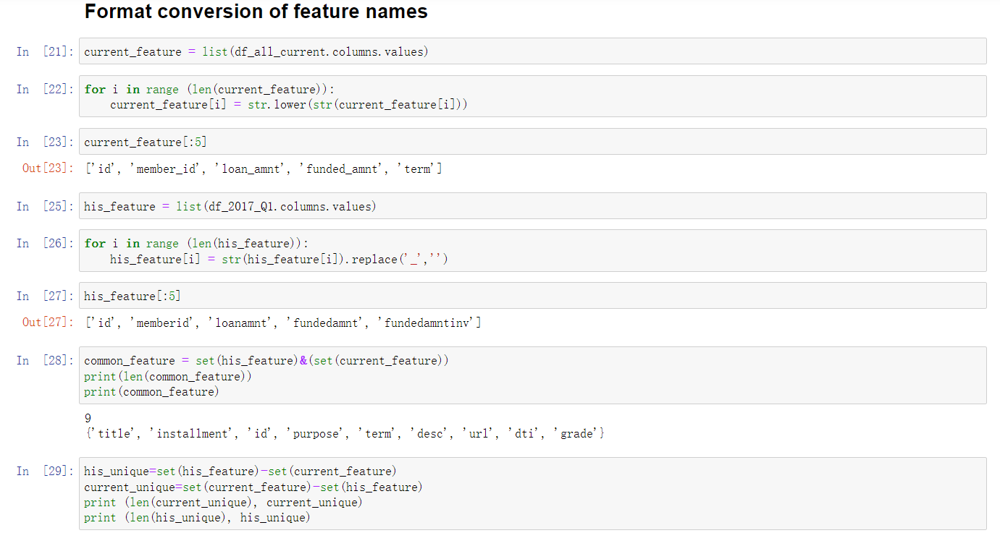 Format conversion of feature names
In [21]: current_feature = list(df_all_current.columns.values)
In [22]: for i in range (len(current_feature)):
    current_feature[i] = str.lower(str(current_feature[i]))
In [23]: current_feature[:5]
Out[23]: ['id', 'member_id', 'loan_amnt', 'funded_amnt', 'term']
In [25]: his_feature = list(df_2017_Q1.columns.values)
In [26]: for i in range (len(his_feature)):
    his_feature[i] = str(his_feature[i]).replace('_','')
In [27]: his_feature[:5]
Out[27]: ['id', 'memberid', 'loanamnt', 'fundedamnt', 'fundedamntinv']
In [28]: common_feature = set(his_feature)&(set(current_feature))
print(len(common_feature))
print(common_feature)
9
{'title', 'installment', 'id', 'purpose', 'term', 'desc', 'url', 'dti', 'grade'}
In [29]: his_unique=set(his_feature)-set(current_feature)
current_unique=set(current_feature)-set(his_feature)
print (len(current_unique), current_unique)
print (len(his_unique), his_unique)